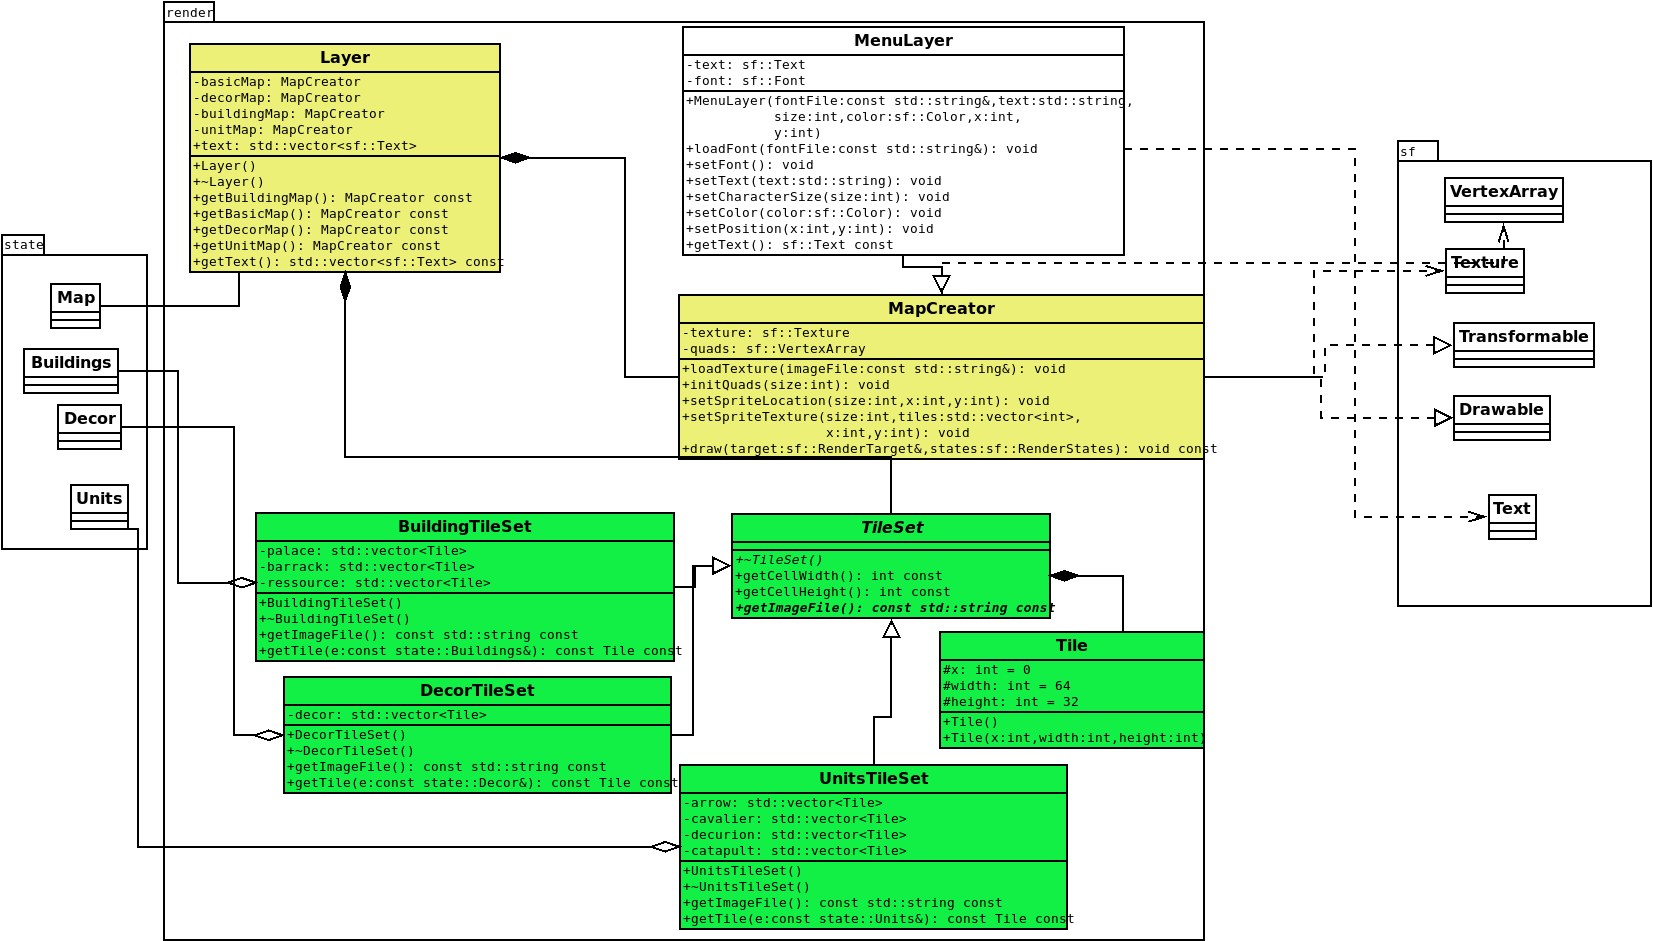 render
Layer
-basicMap: MapCreator
-decorMap: MapCreator
-buildingMap: MapCreator
-unitMap: MapCreator
+text: std::vector<sf::Text>
+Layer()
+~Layer()
+getBuildingMap(): MapCreator const
+getBasicMap(): MapCreator const
+getDecorMap(): MapCreator const
+getUnitMap(): MapCreator const
+getText(): std::vector<sf::Text> const
MenuLayer
-text: sf::Text
-font: sf::Font
+MenuLayer(fontFile:const std::string&,text:std::string,
size:int,color:sf::Color,x:int,
y:int)
+loadFont(fontFile:const std::string&): void
+setFont(): void
+setText(text:std::string): void
+setCharacterSize(size:int): void
+setColor(color:sf::Color): void
+setPosition(x:int,y:int): void
+getText(): sf::Text const
sf
VertexArray
Texture
Transformable
Drawable
Text
state
Map
Buildings
Decor
Units
MapCreator
-texture: sf::Texture
-quads: sf::VertexArray
+loadTexture(imageFile:const std::string&): void
+initQuads(size:int): void
+setSpriteLocation(size:int,x:int,y:int): void
+setSpriteTexture(size:int,tiles:std::vector<int>,
x:int,y:int): void
+draw(target:sf::RenderTarget&,states:sf::RenderStates): void const
BuildingTileSet
-palace: std::vector<Tile>
-barrack: std::vector<Tile>
-ressource: std::vector<Tile>
+BuildingTileSet()
+~BuildingTileSet()
+getImageFile(): const std::string const
+getTile(e:const state::Buildings&): const Tile const
TileSet
+~TileSet()
+getCellWidth(): int const
+getCellHeight(): int const
+getImageFile(): const std::string const
Tile
#x: int = 0
#width: int = 64
#height: int = 32
+Tile()
+Tile(x:int,width:int,height:int)
DecorTileSet
-decor: std::vector<Tile>
+DecorTileSet()
+~DecorTileSet()
+getImageFile(): const std::string const
+getTile(e:const state::Decor&): const Tile const
UnitsTileSet
-arrow: std::vector<Tile>
-cavalier: std::vector<Tile>
-decurion: std::vector<Tile>
-catapult: std::vector<Tile>
+UnitsTileSet()
+~UnitsTileSet()
+getImageFile(): const std::string const
+getTile(e:const state::Units&): const Tile const